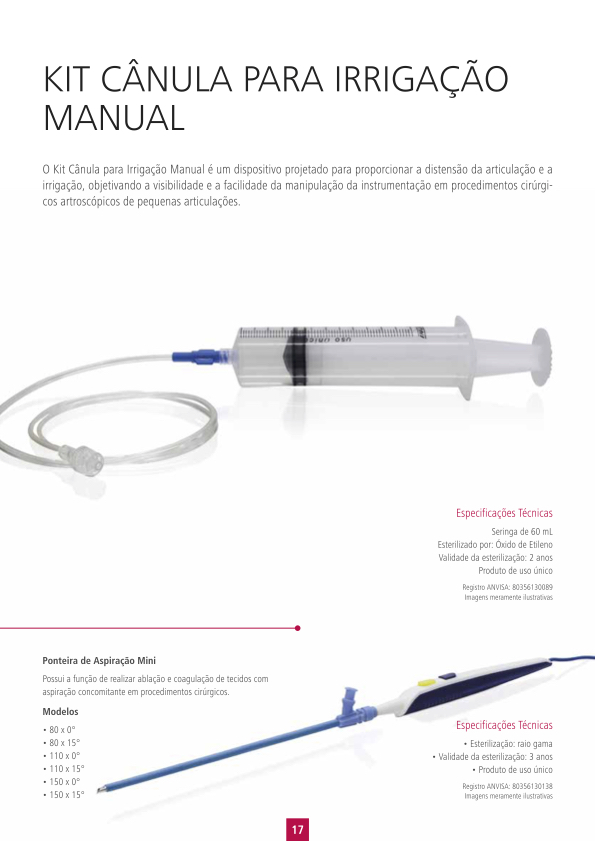 KIT CÂNULA PARA IRRIGAÇÃO
MANUAL
O Kit Cânula para Irrigação Manual é um dispositivo projetado para proporcionar a distensão da articulação e a
irrigação, objetivando a visibilidade e a facilidade da manipulação da instrumentação em procedimentos cirúrgi-
cos artroscópicos de pequenas articulações.
USO ÚNICO
Especificações Técnicas
Seringa de 60 mL
Esterilizado por: Óxido de Etileno
Validade da esterilização: 2 anos
Produto de uso único
Registro ANVISA: 80356130089
Imagens meramente ilustrativas
Ponteira de Aspiração Mini
Possui a função de realizar ablação e coagulação de tecidos com
aspiração concomitante em procedimentos cirúrgicos.
Modelos
• 80 x 0°
• 80 x 15°
• 110 x 0°
• 110 x 15°
• 150 x 0°
• 150 x 15°
Especificações Técnicas
• Esterilização: raio gama
• Validade da esterilização: 3 anos
• Produto de uso único
Registro ANVISA: 80356130138
Imagens meramente ilustrativas
17